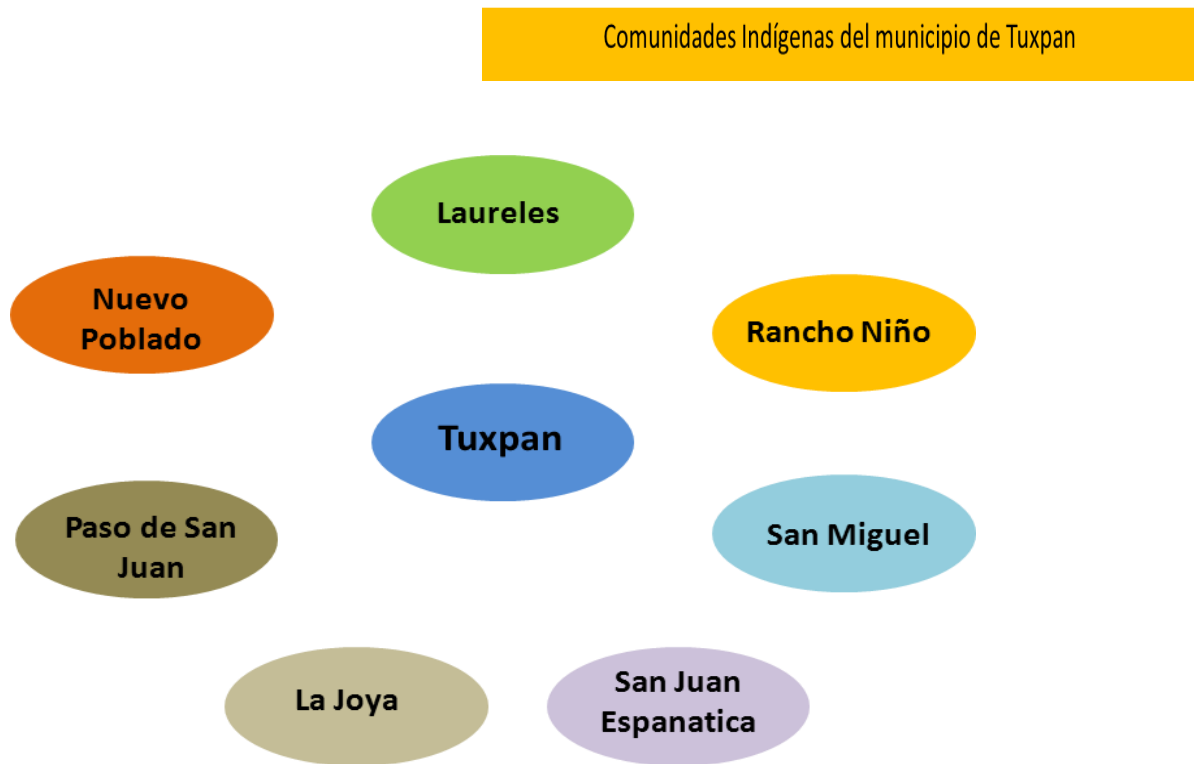 Comunidades Indígenas del municipio de Tuxpan
Laureles
Nuevo
Poblado
Rancho Niño
Tuxpan
Paso de San
Juan
San Miguel
La Joya
San Juan
Espanatica